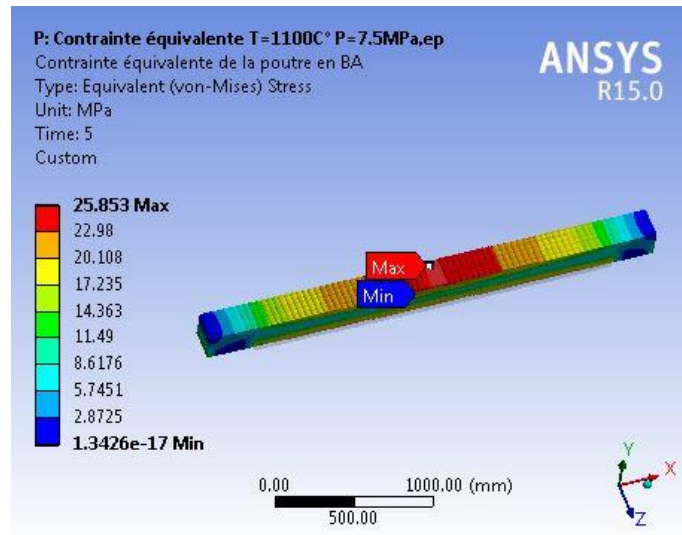 P: Contrainte équivalente T=1100C° P=7.5MPa,ep
Contrainte équivalente de la poutre en BA
Type: Equivalent (von-Mises) Stress
Unit: MPa
Time: 5
Custom
ANSYS
R15.0
25.853 Max
22.98
20.108
17.235
14.363
11.49
8.6176
5.7451
2.8725
1.3426e-17 Min
Max
Min
0.00 1000.00 (mm)
500.00
Y
X
Z